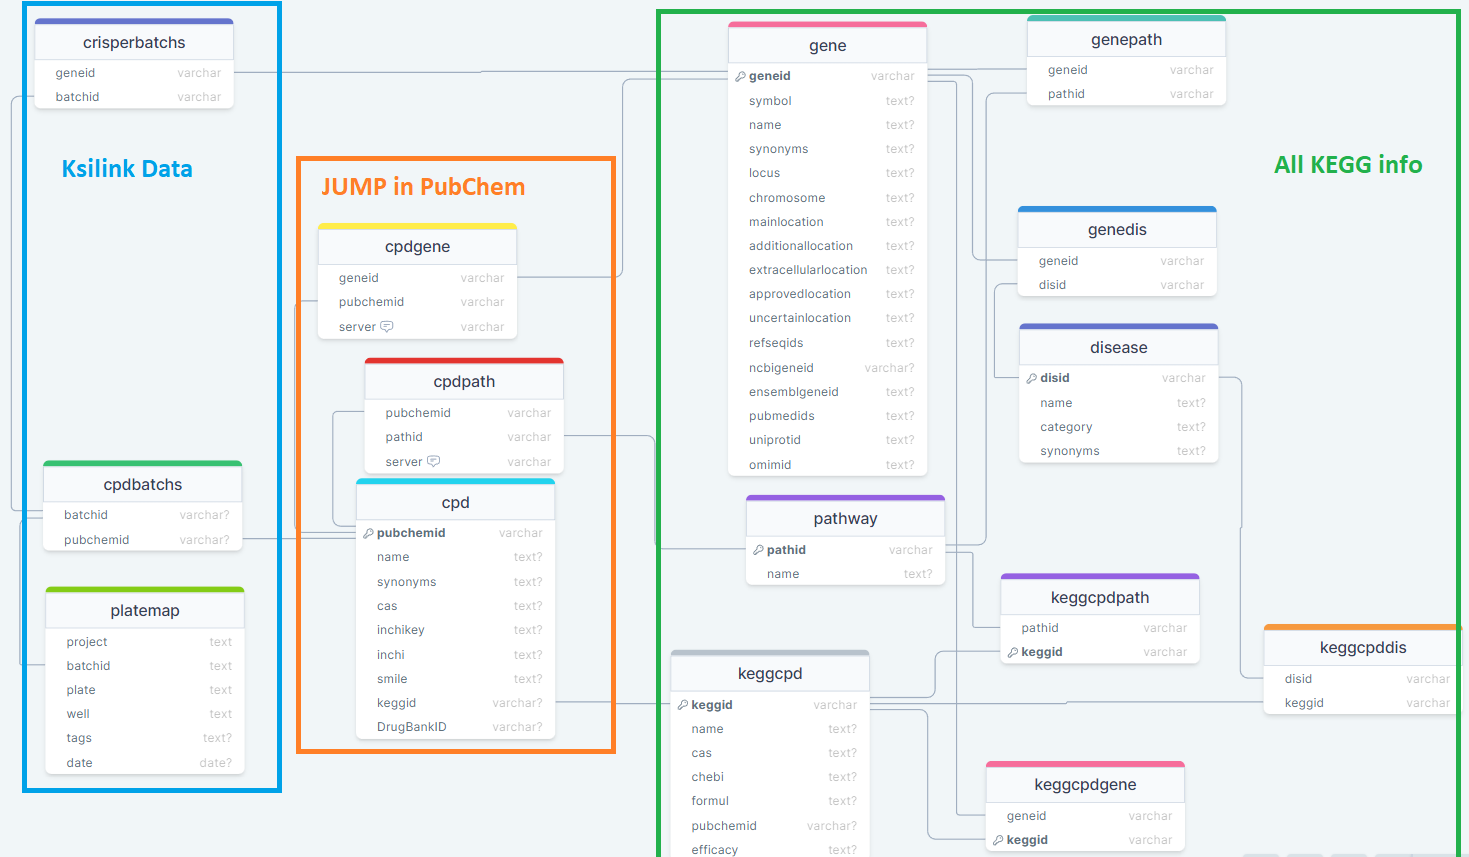 crisperbatchs
geneid varchar
batchid varchar
Ksilink Data
cpdbatchs
batchid varchar?
pubchemid varchar?
platemap
project text
batchid text
plate text
well text
tags text?
date date?
JUMP in PubChem
cpdgene
geneid varchar
pubchemid varchar
server varchar
cpdpath
pubchemid varchar
pathid varchar
server varchar
cpd
pubchemid varchar
name text?
synonyms text?
cas text?
inchikey text?
inchi text?
smile text?
keggid varchar?
DrugBankID varchar?
All KEGG info
gene
geneid varchar
symbol text?
name text?
synonyms text?
locus text?
chromosome text?
mainlocation text?
additionallocation text?
extracellularlocation text?
approvedlocation text?
uncertainlocation text?
refseqids text?
ncbigeneid varchar?
ensemblgeneid text?
pubmedids text?
uniprotid text?
omimid text?
pathway
pathid varchar
name text?
keggcpd
keggid varchar
name text?
cas text?
chebi text?
formul text?
pubchemid varchar?
efficacy text?
genepath
geneid varchar
pathid varchar
genedis
geneid varchar
disid varchar
disease
disid varchar
name text?
category text?
synonyms text?
keggcpdpath
pathid varchar
keggid varchar
keggcpddis
disid varchar
keggid varchar
keggcpdgene
geneid varchar
keggid varchar